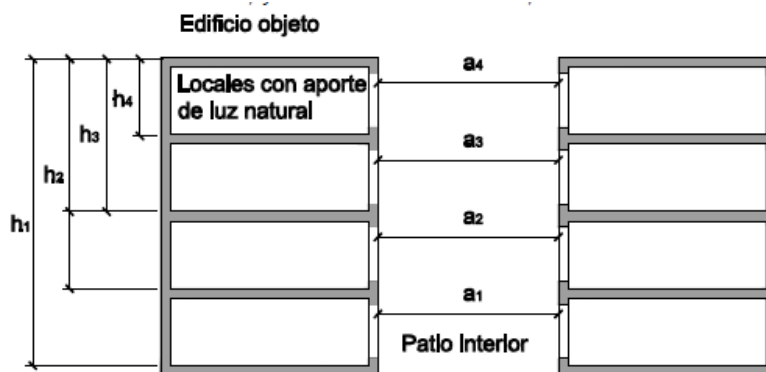 Edificio objeto
Locales con aporte
de luz natural
h4
h3
h2
h1
a4
a3
a2
a1
Patio interior